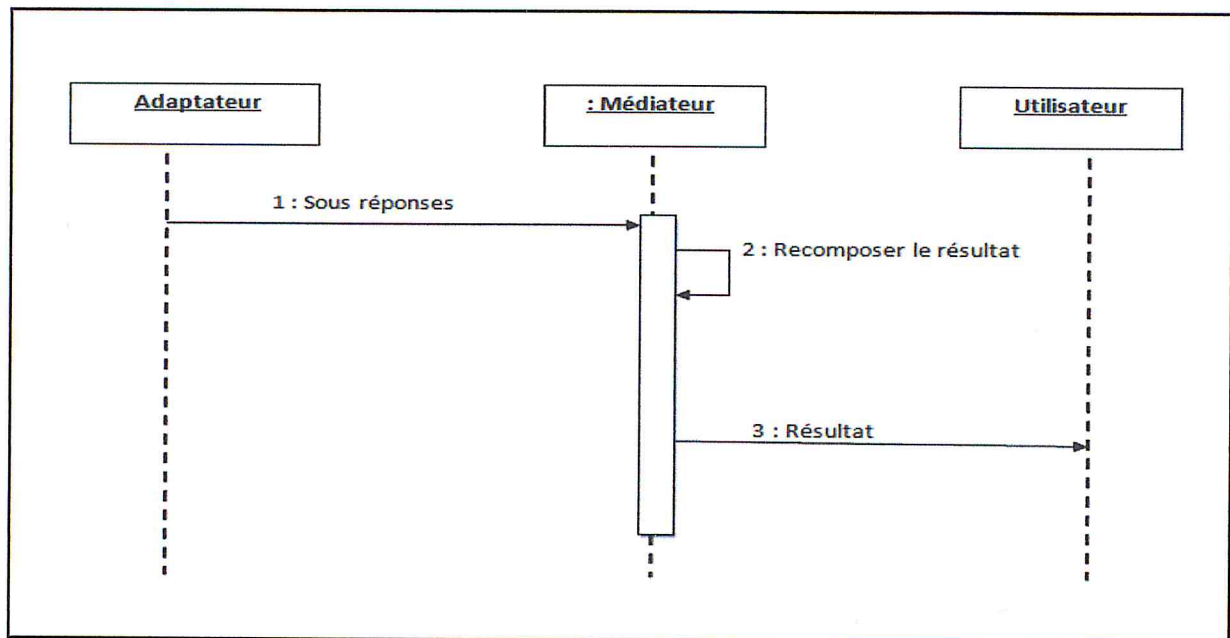 Adaptateur
: Médiateur
Utilisateur
1 : Sous réponses
2 : Recomposer le résultat
3 : Résultat